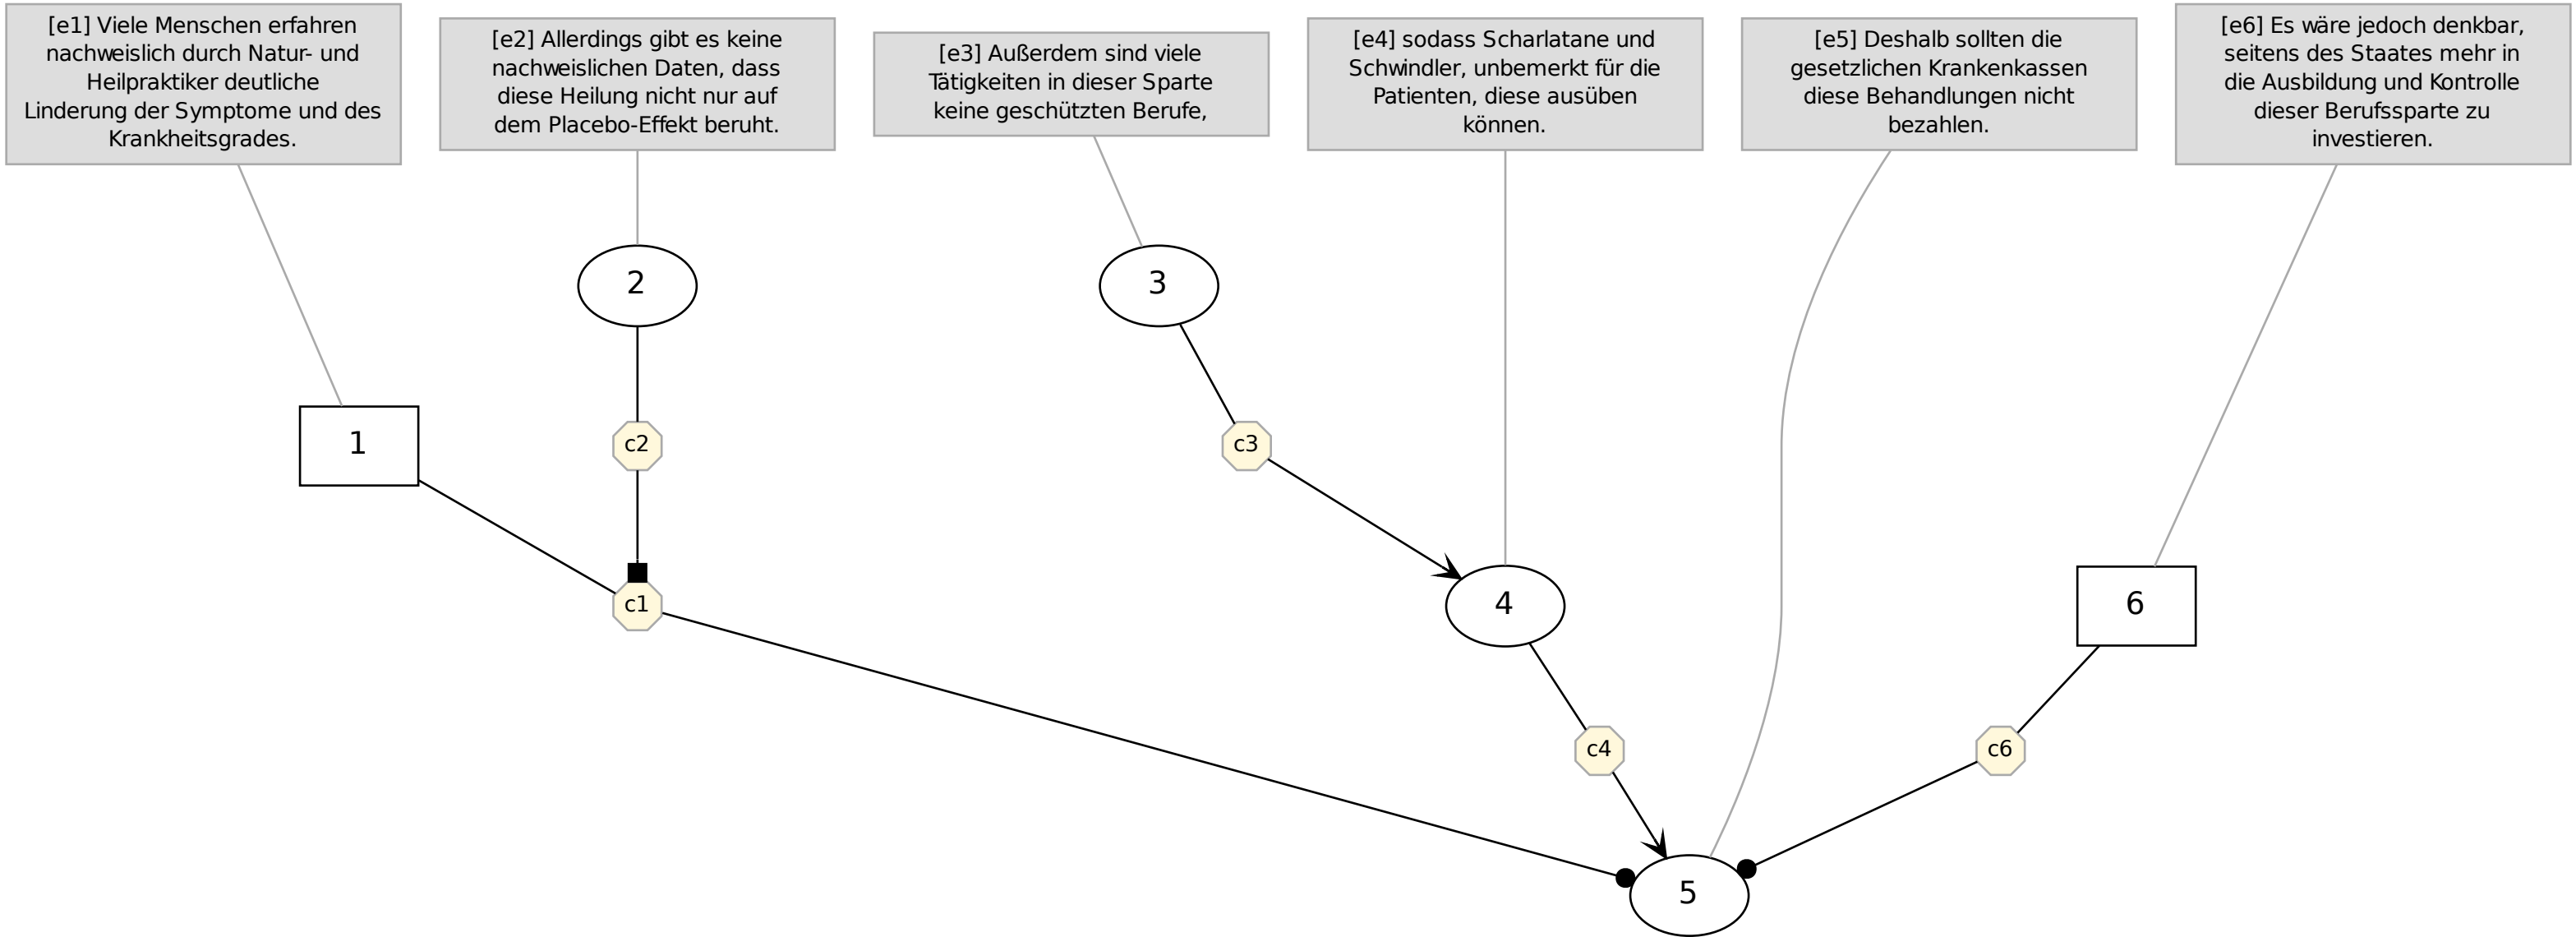 [e1] Viele Menschen erfahren
nachweislich durch Natur- und
Heilpraktiker deutliche
Linderung der Symptome und des
Krankheitsgrades.
[e2] Allerdings gibt es keine
nachweislichen Daten, dass
diese Heilung nicht nur auf
dem Placebo-Effekt beruht.
[e3] Außerdem sind viele
Tätigkeiten in dieser Sparte
keine geschützten Berufe,
[e4] sodass Scharlatane und
Schwindler, unbemerkt für die
Patienten, diese ausüben
können.
[e5] Deshalb sollten die
gesetzlichen Krankenkassen
diese Behandlungen nicht
bezahlen.
[e6] Es wäre jedoch denkbar,
seitens des Staates mehr in
die Ausbildung und Kontrolle
dieser Berufssparte zu
investieren.
2
3
1
c2
c3
c1
4
6
c4
c6
5